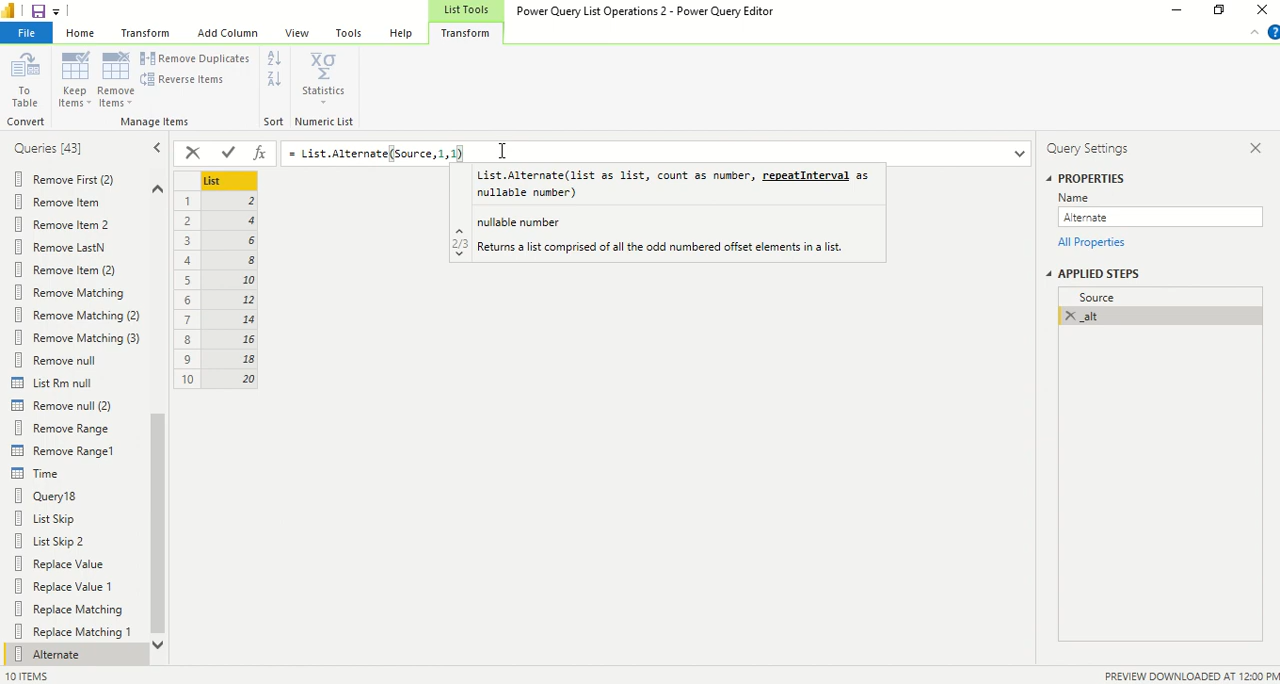 List Tools
Power Query List Operations 2 - Power Query Editor
File
Home
Transform
Add Column
View
Tools
Help
Transform
To
Table
Keep
Items
Remove
Items
Remove Duplicates
Reverse Items
Statistics
Convert
Manage Items
Sort
Numeric List
Queries [43]
= List.Alternate(Source,1,1)
List.Alternate(list as list, count as number, repeatInterval as
nullable number)
nullable number
2/3
Returns a list comprised of all the odd numbered offset elements in a list.
Remove First (2)
Remove Item
Remove Item 2
Remove LastN
Remove Item (2)
Remove Matching
Remove Matching (2)
Remove Matching (3)
Remove null
List Rm null
Remove null (2)
Remove Range
Remove Range1
Time
Query18
List Skip
List Skip 2
Replace Value
Replace Value 1
Replace Matching
Replace Matching 1
Alternate
List
1 2
2 4
3 6
4 8
5 10
6 12
7 14
8 16
9 18
10 20
Query Settings
PROPERTIES
Name
Alternate
All Properties
APPLIED STEPS
Source
_alt
10 ITEMS
PREVIEW DOWNLOADED AT 12:00 PM